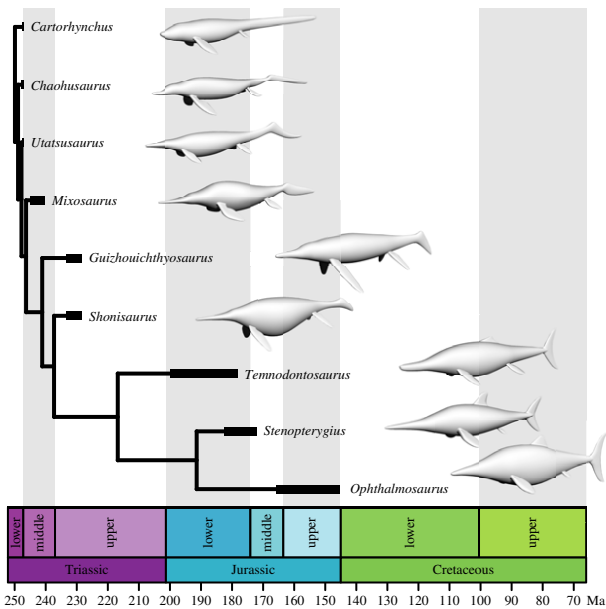 Cartorhynchus
Chaohusaurus
Utatsusaurus
Mixosaurus
Guizhouichthyosaurus
Shonisaurus
Temnodontosaurus
Stenopterygius
Ophthalmosaurus
lower middle upper lower middle upper lower upper
Triassic Jurassic Cretaceous
250 240 230 220 210 200 190 180 170 160 150 140 130 120 110 100 90 80 70 Ma